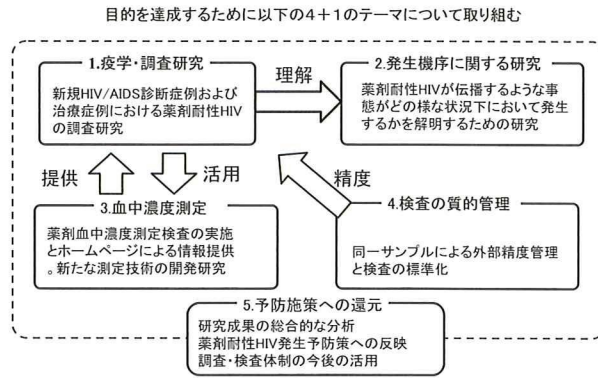 目的を達成するために以下の4+1のテーマについて取り組む
1.疫学・調査研究
新規HIV/AIDS診断症例および
治療症例における薬剤耐性HIV
の調査研究
理解
2.発生機序に関する研究
薬剤耐性HIVが伝播するような事
態がどの様な状況下において発生
するかを解明するための研究
提供
活用
精度
3.血中濃度測定
薬剤血中濃度測定検査の実施
とホームページによる情報提供
。新たな測定技術の開発研究
4.検査の質的管理
同一サンプルによる外部精度管理
と検査の標準化
5.予防施策への還元
研究成果の総合的な分析
薬剤耐性HIV発生予防策への反映
調査・検査体制の今後の活用